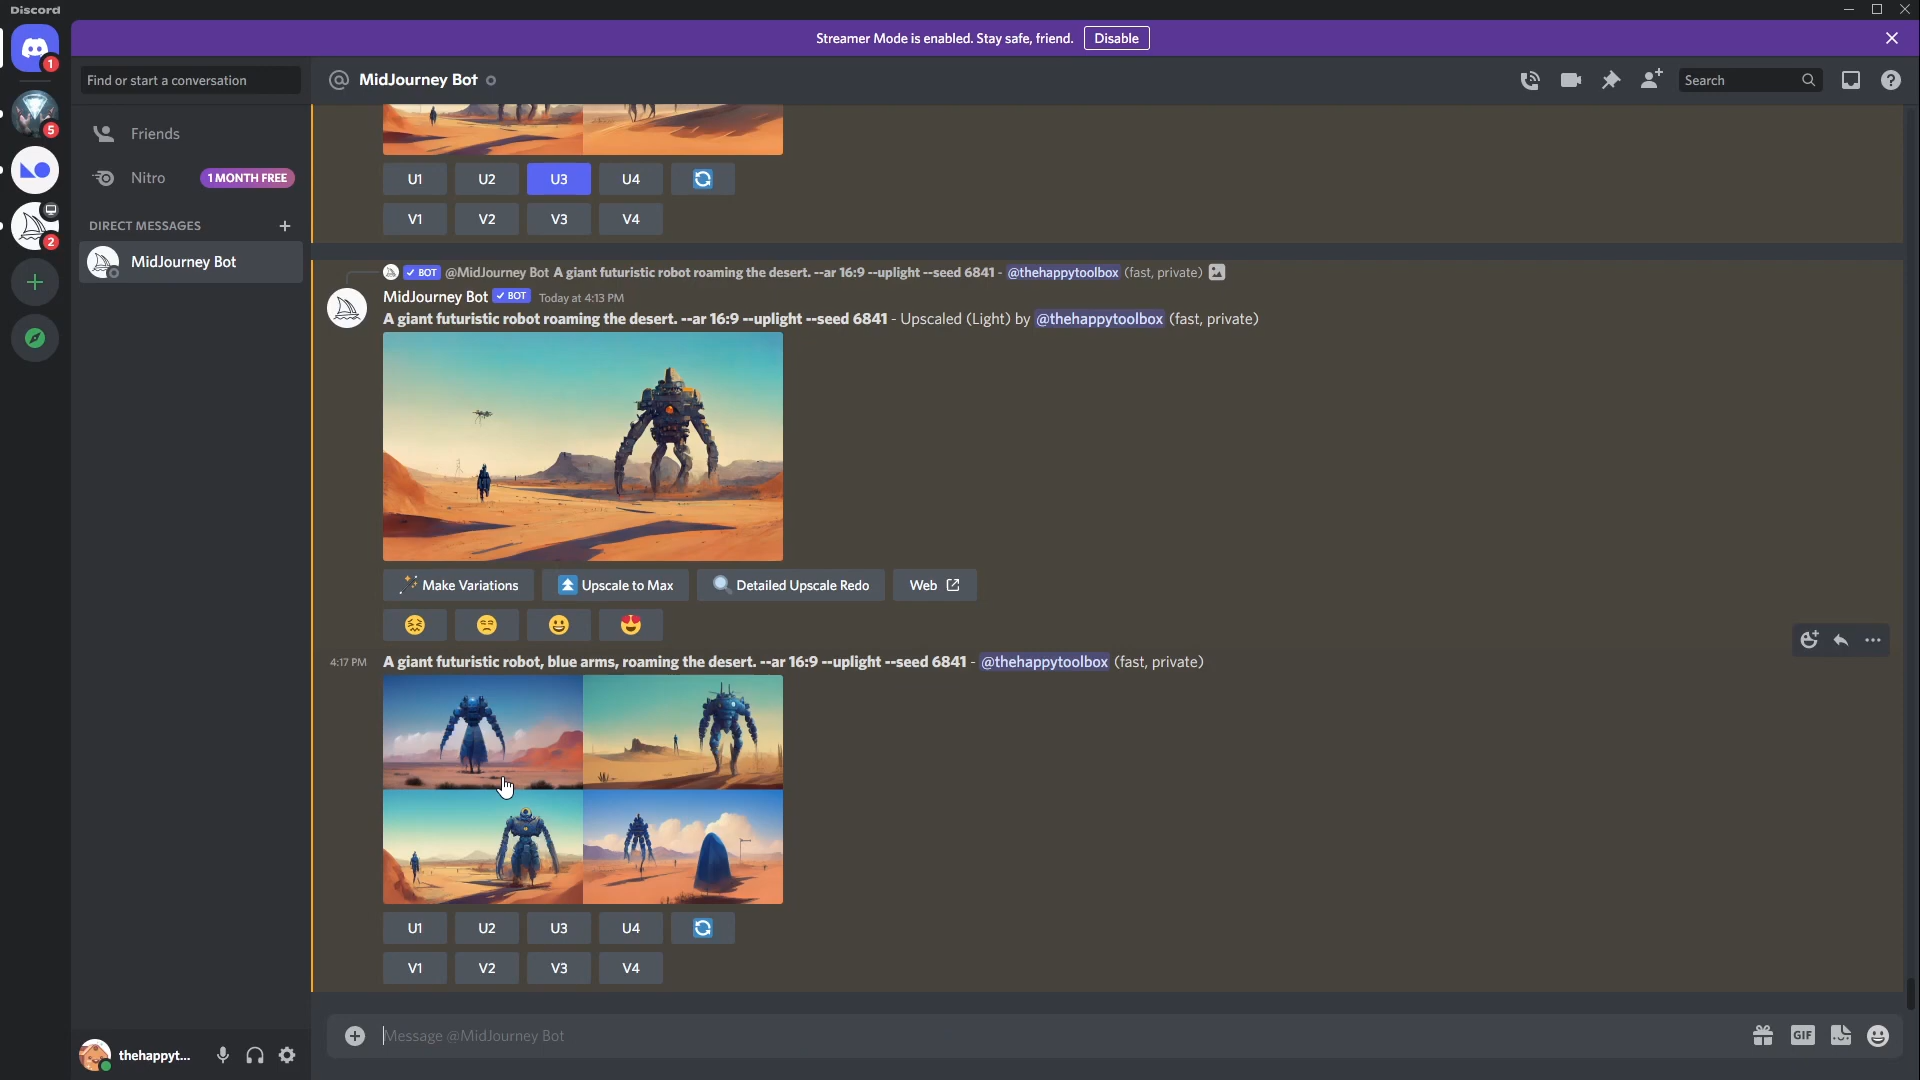 Discord
Streamer Mode is enabled. Stay safe, friend. Disable
1
Find or start a conversation
MidJourney Bot
Search
5
Friends
Nitro 1 MONTH FREE
U1 U2 U3 U4
V1 V2 V3 V4
2
DIRECT MESSAGES
MidJourney Bot
✓ BOT @MidJourney Bot A giant futuristic robot roaming the desert. --ar 16:9 --uplight --seed 6841 - @thehappytoolbox (fast, private)
MidJourney Bot ✓ BOT Today at 4:13 PM
A giant futuristic robot roaming the desert. --ar 16:9 --uplight --seed 6841 - Upscaled (Light) by @thehappytoolbox (fast, private)
Make Variations Upscale to Max Detailed Upscale Redo Web
4:17 PM A giant futuristic robot, blue arms, roaming the desert. --ar 16:9 --uplight --seed 6841 - @thehappytoolbox (fast, private)
U1 U2 U3 U4
V1 V2 V3 V4
Message @MidJourney Bot
GIF
thehappyt...